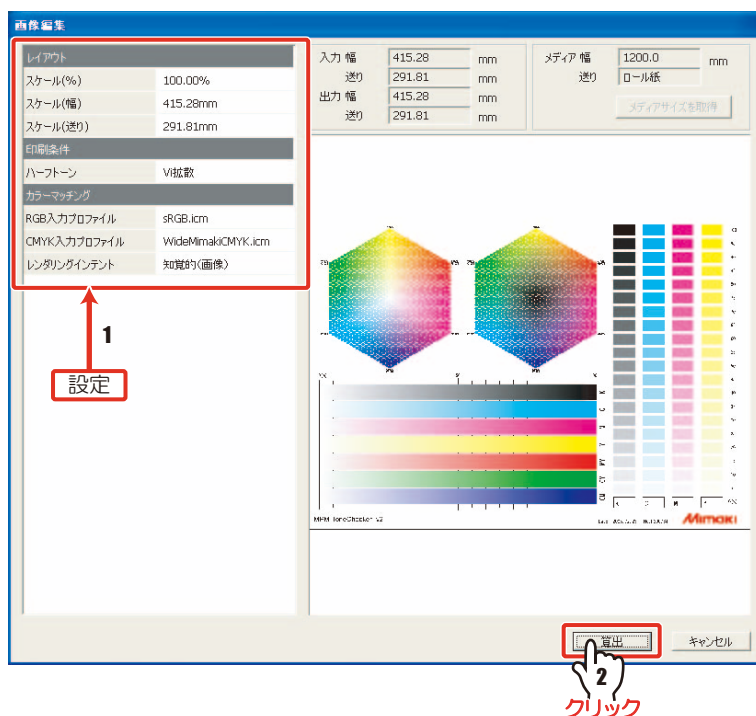 画像編集
レイアウト
スケール(%) 100.00%
スケール(幅) 415.28mm
スケール(送り) 291.81mm
印刷条件
ハーフトーン Vi拡散
カラーマッチング
RGB入力プロファイル sRGB.icm
CMYK入力プロファイル WideMimakiCMYK.icm
レンダリングインテント 知覚的(画像)
1
設定
入力 幅 415.28 mm
送り 291.81 mm
出力 幅 415.28 mm
送り 291.81 mm
メディア 幅 1200.0 mm
送り ロール紙
メディアサイズを取得
MPM ToneChecker v2
Mimaki
算出
キャンセル
2
クリック